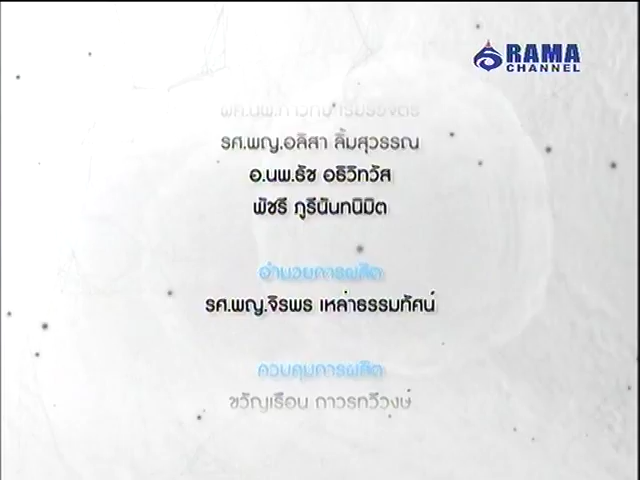 RAMA
CHANNEL
รศ.พญ.อลิสา ลิ้มสุวรรณ
อ.นพ.ธัช อธิวิทวัส
พัชรี ภูรีนันทนิมิต
อำนวยการผลิต
รศ.พญ.จิรพร เหล่าธรรมทัศน์
ควบคุมการผลิต
ขวัญเรือน ถาวรทวีวงษ์